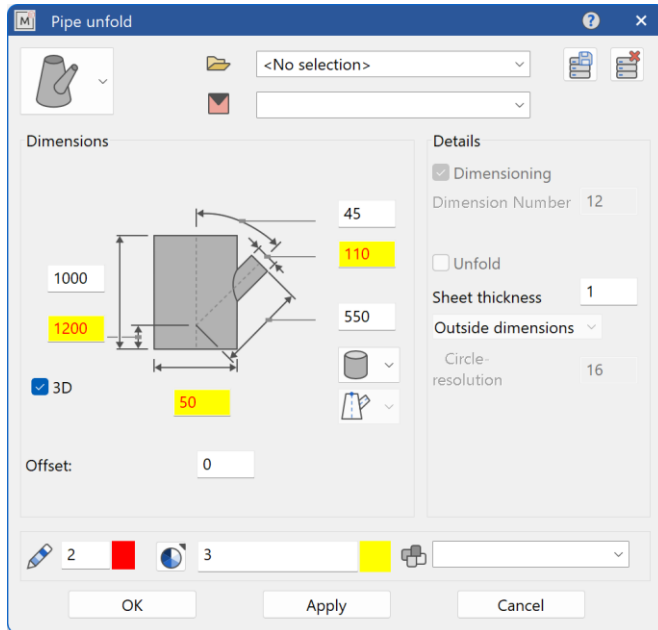 M Pipe unfold ?
<No selection>
Dimensions
45
110
1000
550
1200
3D
50
Offset: 0
Details
Dimensioning
Dimension Number 12
Unfold
Sheet thickness 1
Outside dimensions
Circle-
resolution 16
2 3
OK Apply Cancel